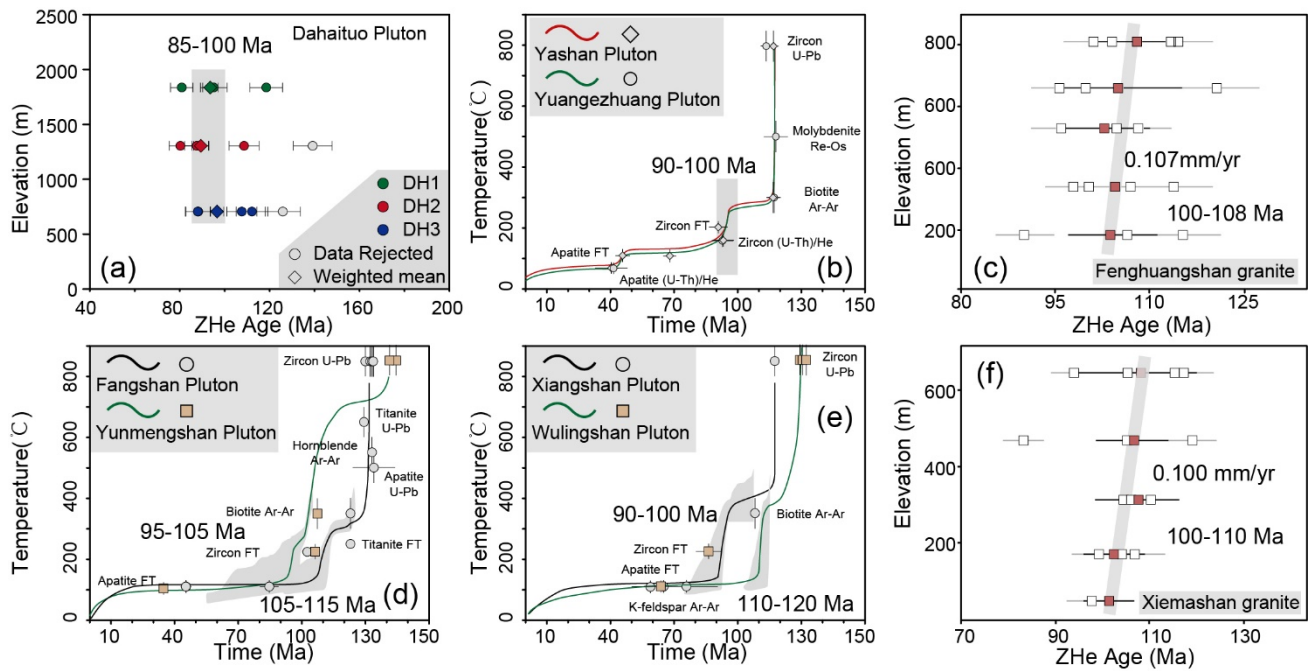 Dahaituo Pluton
85-100 Ma
2500
2000
1500
1000
500
0
Elevation (m)
DH1
DH2
DH3
Data Rejected
Weighted mean
(a)
40
80
120
160
200
ZHe Age (Ma)
Yashan Pluton
Yuangezhuang Pluton
800
600
400
200
0
Temperature(℃)
Zircon U-Pb
Molybdenite Re-Os
Biotite Ar-Ar
90-100 Ma
Zircon FT
Zircon (U-Th)/He
Apatite FT
Apatite (U-Th)/He
(b)
10
40
70
100
130
150
Time (Ma)
(c)
800
600
600
200
Elevation (m)
0.107mm/yr
100-108 Ma
Fenghuangshan granite
80
95
110
125
ZHe Age (Ma)
Fangshan Pluton
Yunmengshan Pluton
800
600
400
200
0
Temperature(℃)
Zircon U-Pb
Titanite U-Pb
Hornblende Ar-Ar
Apatite U-Pb
Biotite Ar-Ar
95-105 Ma
Zircon FT
Titanite FT
Apatite FT
105-115 Ma
(d)
10
40
70
100
130
150
Time (Ma)
Xiangshan Pluton
Wulingshan Pluton
800
600
400
200
0
Temperature(℃)
Zircon U-Pb
(e)
90-100 Ma
Biotite Ar-Ar
Zircon FT
Apatite FT
K-feldspar Ar-Ar
110-120 Ma
10
40
70
100
130
150
Time (Ma)
(f)
600
400
200
Elevation (m)
0.100 mm/yr
100-110 Ma
Xiemashan granite
70
90
110
130
ZHe Age (Ma)